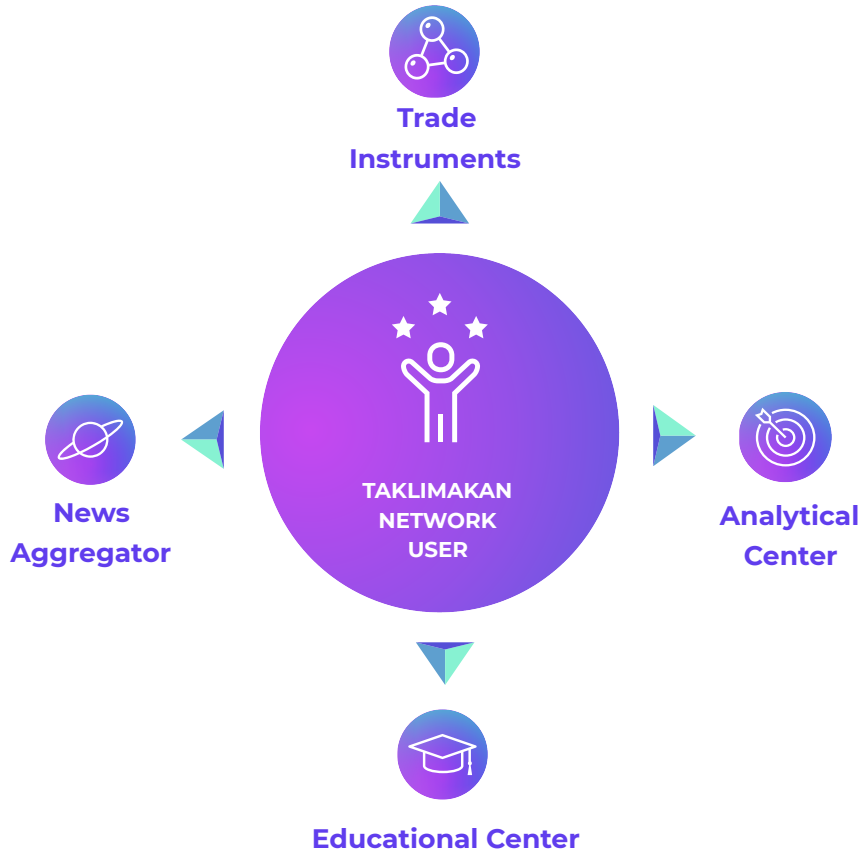 Trade
Instruments
TAKLIMAKAN
NETWORK
USER
News
Aggregator
Analytical
Center
Educational Center